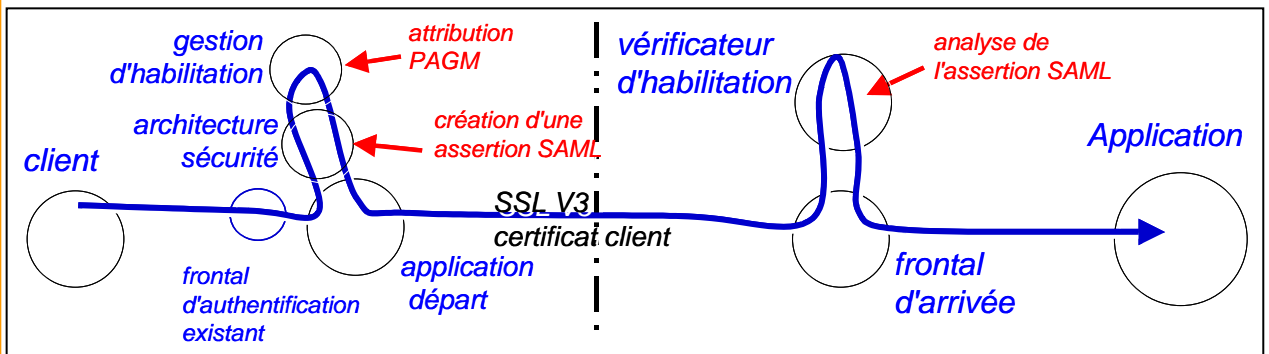 gestion
d'habilitation
attribution
PAGM
vérificateur
d'habilitation
analyse de
l'assertion SAML
architecture
sécurité
création d'une
assertion SAML
client
Application
SSL V3
certificat client
frontal
d'authentification
existant
application
départ
frontal
d'arrivée